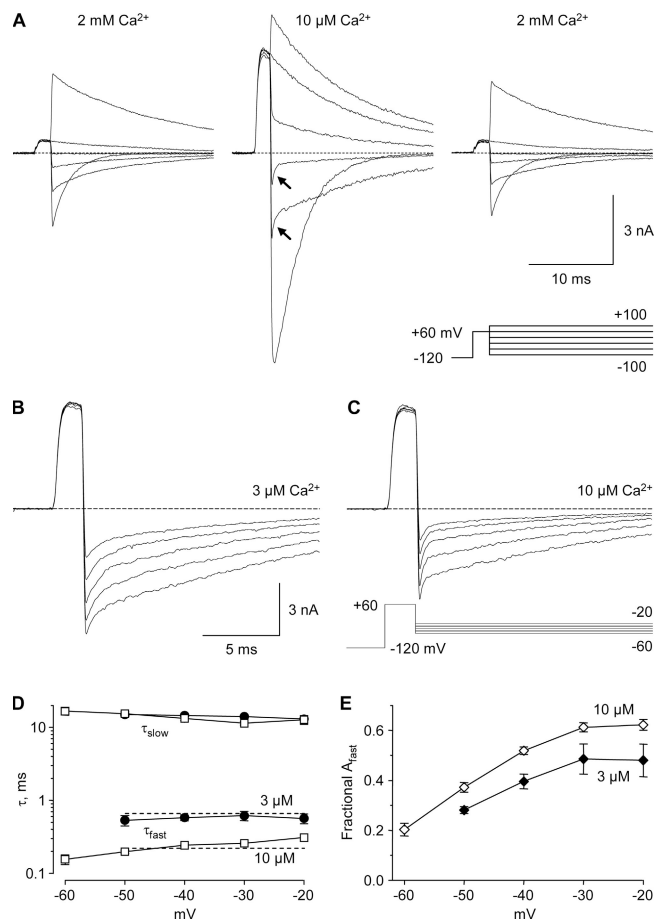 A
2 mM Ca²⁺
10 µM Ca²⁺
2 mM Ca²⁺
3 nA
10 ms
+60 mV
-120
+100
-100
B
3 µM Ca²⁺
3 nA
5 ms
C
10 µM Ca²⁺
+60
-120 mV
-20
-60
D
τ, ms
10
1
0.1
τslow
3 µM
τfast
10 µM
-60 -50 -40 -30 -20
mV
E
Fractional Afast
0.6
0.4
0.2
0.0
10 µM
3 µM
-60 -50 -40 -30 -20
mV